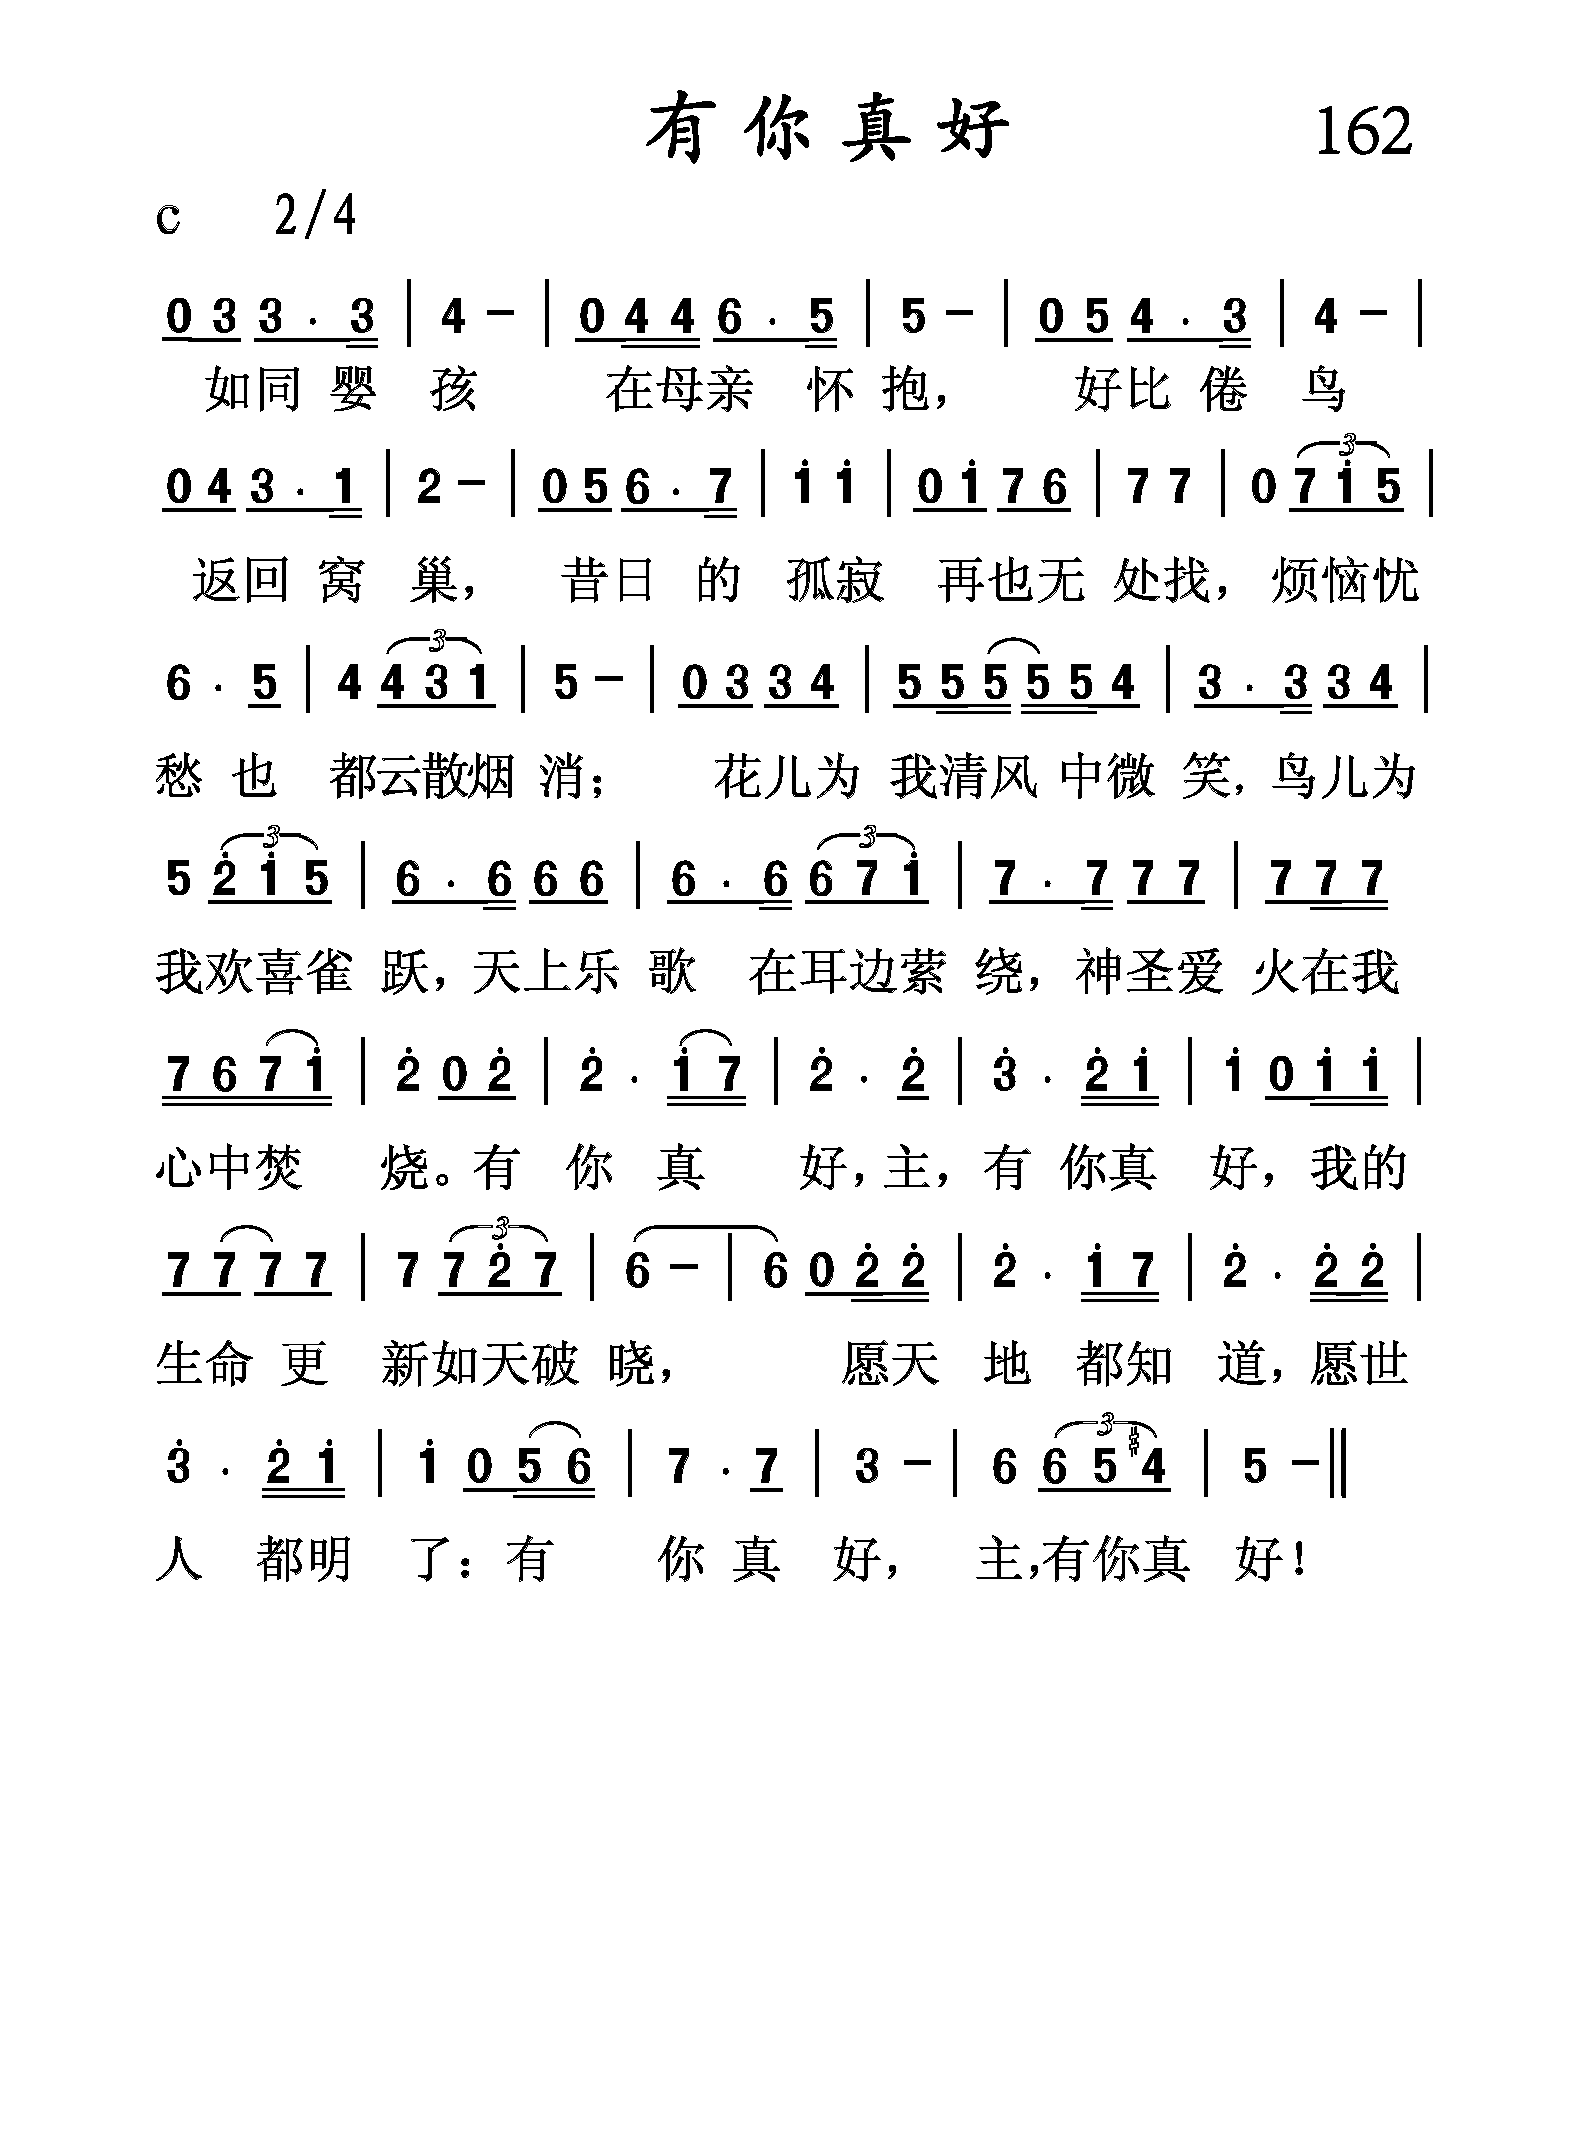 有你真好 162
c 2/4
0 3 3 . 3 | 4 - | 0 4 4 6 . 5 | 5 - | 0 5 4 . 3 | 4 - |
如同 婴 孩 在母亲 怀 抱， 好比 倦 鸟
3
0 4 3 . 1 | 2 - | 0 5 6 . 7 | i i | 0 i 7 6 | 7 7 | 0 7 i 5 |
返回 窝 巢， 昔日 的 孤寂 再也无 处找， 烦恼忧
3
6 . 5 | 4 4 3 1 | 5 - | 0 3 3 4 | 5 5 5 5 5 4 | 3 . 3 3 4 |
愁 也 都云散烟 消； 花儿为 我清风 中微 笑，鸟儿为
3 3
5 2̇ i 5 | 6 . 6 6 6 | 6 . 6 6 7 i | 7 . 7 7 7 | 7 7 7
我欢喜雀 跃，天上乐 歌 在耳边萦 绕，神圣爱 火在我
7 6 7 i | 2̇ 0 2̇ | 2̇ . i 7 | 2̇ . 2̇ | 3̇ . 2̇ i | i 0 i i |
心中焚 烧。有 你 真 好，主，有 你真 好，我的
3
7 7 7 7 | 7 7 2̇ 7 | 6 - | 6 0 2̇ 2̇ | 2̇ . i 7 | 2̇ . 2̇ 2̇ |
生命 更 新如天破 晓， 愿天 地 都知 道，愿世
3
3̇ . 2̇ i | i 0 5 6 | 7 . 7 | 3 - | 6 6 5 #4 | 5 - ||
人 都明 了：有 你 真 好， 主，有你真 好！